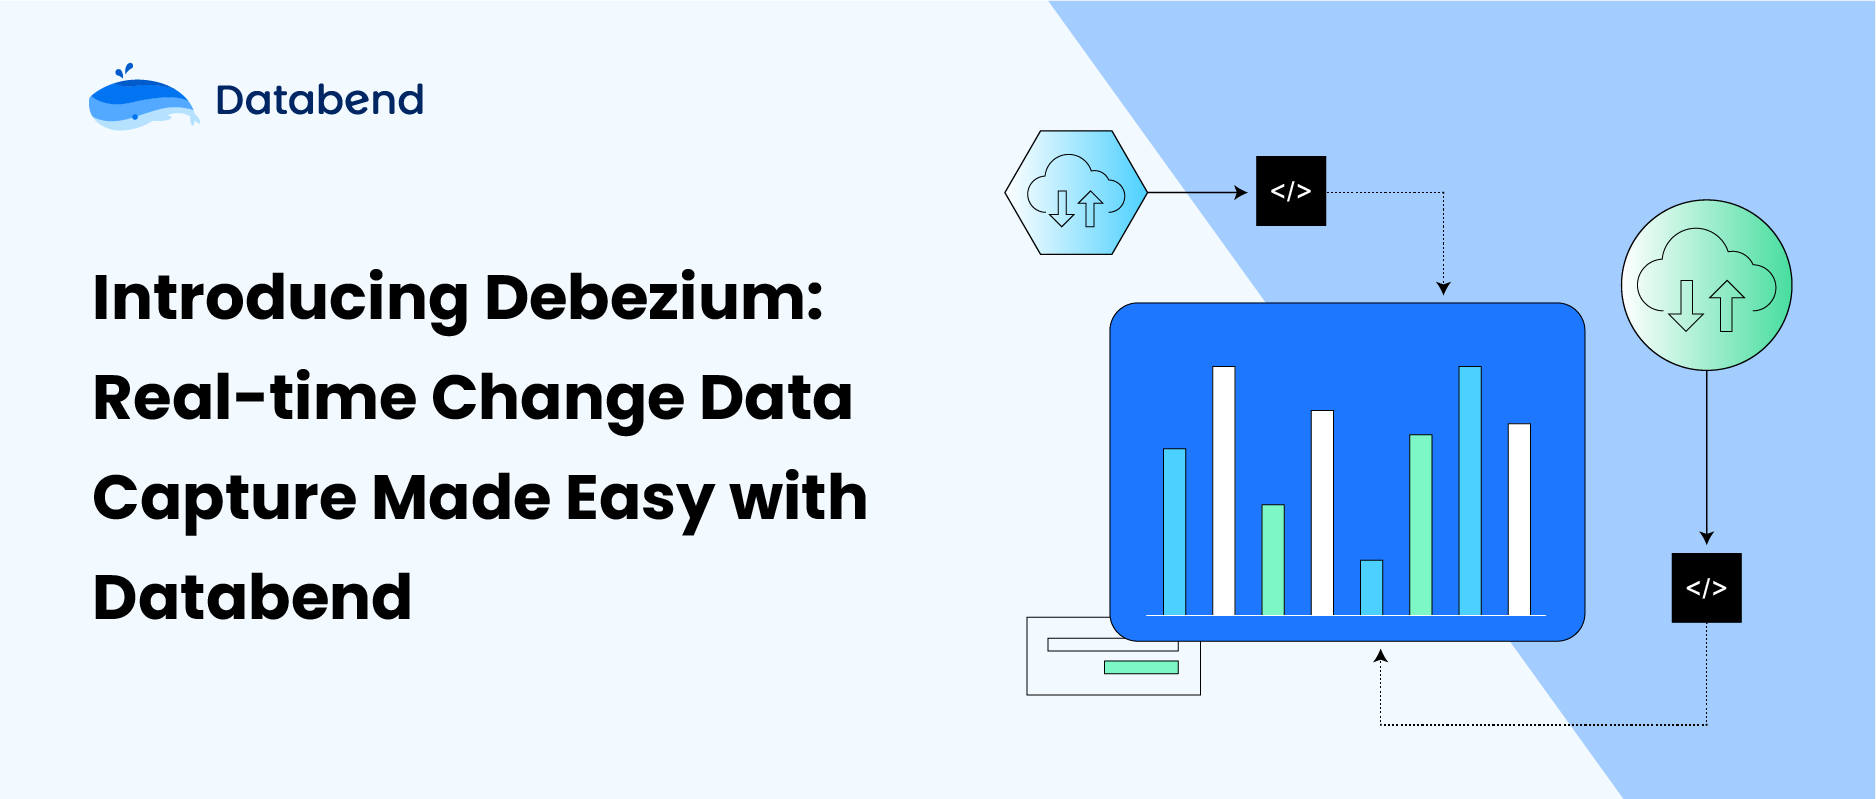 Databend
Introducing Debezium:
Real-time Change Data
Capture Made Easy with
Databend
</>
</>